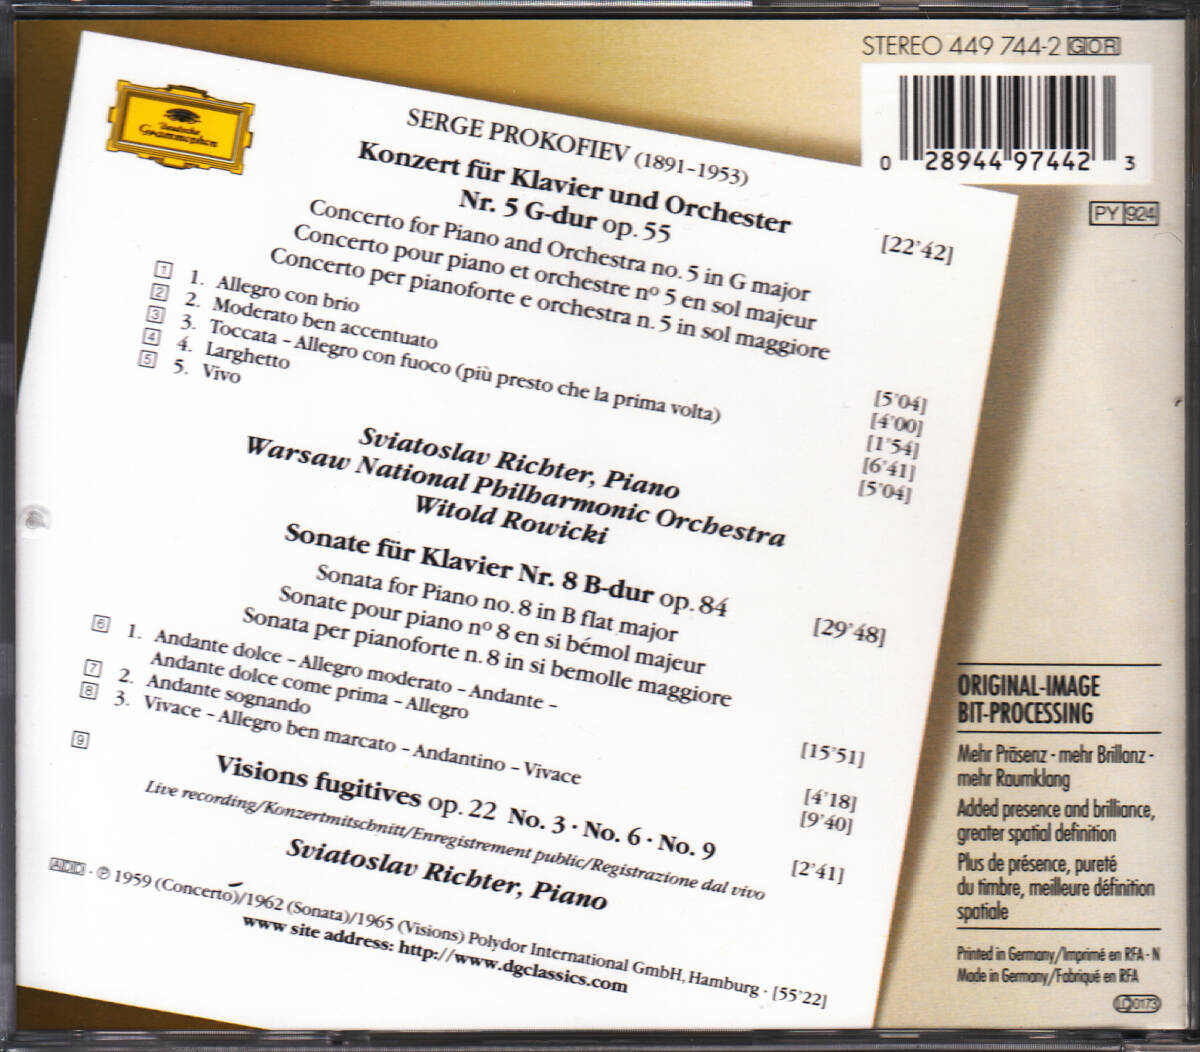 STEREO 449 744-2 GOR
0 28944 97442 3
PY 924
Deutsche
Grammophon
SERGE PROKOFIEV (1891–1953)
Konzert für Klavier und Orchester
Nr. 5 G-dur op. 55 [22'42]
Concerto for Piano and Orchestra no. 5 in G major
Concerto pour piano et orchestre nº 5 en sol majeur
Concerto per pianoforte e orchestra n. 5 in sol maggiore
1 1. Allegro con brio [5'04]
2 2. Moderato ben accentuato [4'00]
3 3. Toccata – Allegro con fuoco (più presto che la prima volta) [1'54]
4 4. Larghetto [6'41]
5 5. Vivo [5'04]
Sviatoslav Richter, Piano
Warsaw National Philharmonic Orchestra
Witold Rowicki
Sonate für Klavier Nr. 8 B-dur op. 84 [29'48]
Sonata for Piano no. 8 in B flat major
Sonate pour piano nº 8 en si bémol majeur
Sonata per pianoforte n. 8 in si bemolle maggiore
6 1. Andante dolce – Allegro moderato – Andante –
Andante dolce come prima – Allegro [15'51]
7 2. Andante sognando [4'18]
8 3. Vivace – Allegro ben marcato – Andantino – Vivace [9'40]
9 Visions fugitives op. 22 No. 3 · No. 6 · No. 9 [2'41]
Live recording/Konzertmitschnitt/Enregistrement public/Registrazione dal vivo
Sviatoslav Richter, Piano
ADD · ℗ 1959 (Concerto)/1962 (Sonata)/1965 (Visions) Polydor International GmbH, Hamburg · [55'22]
www site address: http://www.dgclassics.com
ORIGINAL-IMAGE
BIT-PROCESSING
Mehr Präsenz - mehr Brillanz -
mehr Raumklang
Added presence and brilliance,
greater spatial definition
Plus de présence, pureté
du timbre, meilleure définition
spatiale
Printed in Germany/Imprimé en RFA - N
Made in Germany/Fabriqué en RFA
LC 0173